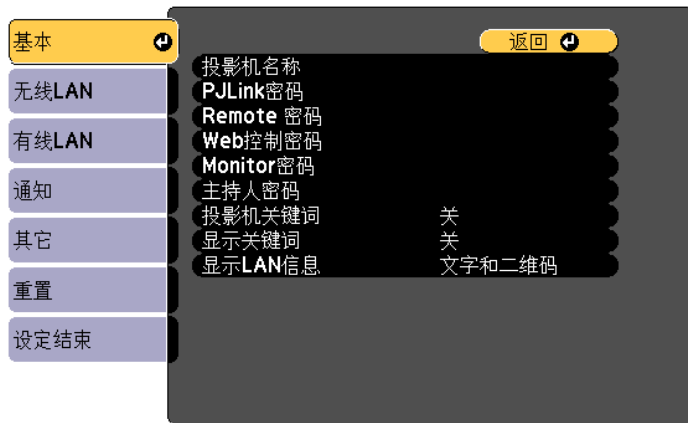 基本
无线LAN
有线LAN
通知
其它
重置
设定结束
返回
投影机名称
PJLink密码
Remote 密码
Web控制密码
Monitor密码
主持人密码
投影机关键词 关
显示关键词 关
显示LAN信息 文字和二维码